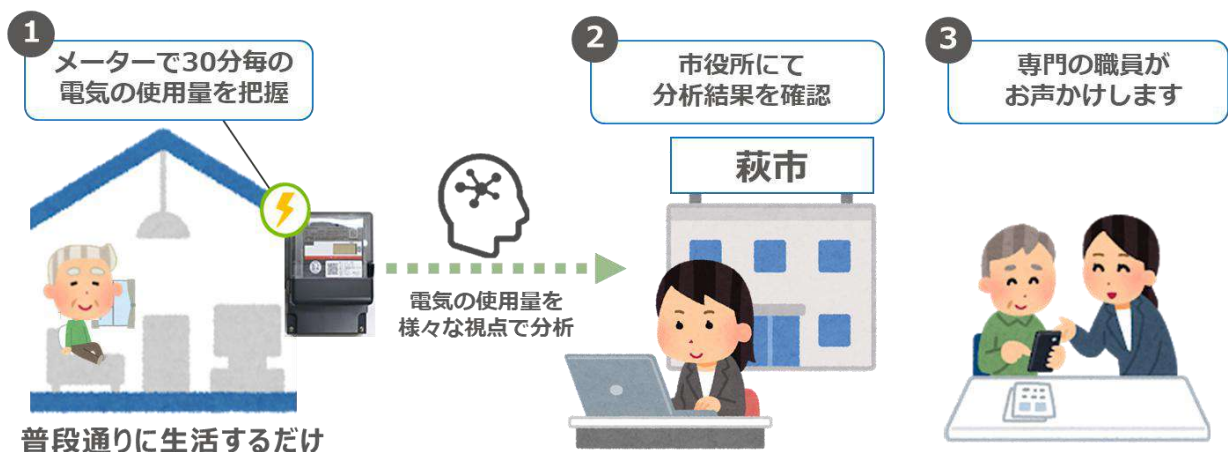 1
メーターで30分毎の
電気の使用量を把握
普段通りに生活するだけ
電気の使用量を
様々な視点で分析
2
市役所にて
分析結果を確認
萩市
3
専門の職員が
お声かけします